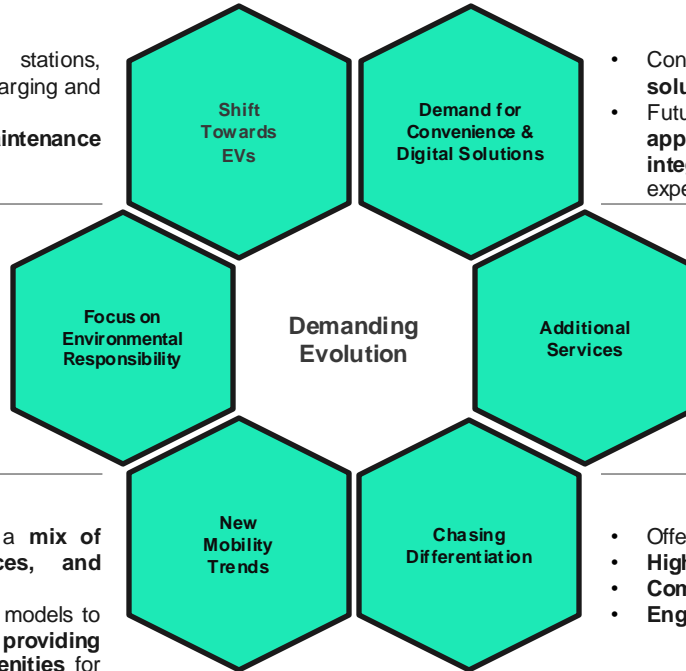 stations,
arging and
intenance
Shift
Towards
EVs
Demand for
Convenience &
Digital Solutions
• Con
solu
• Futu
app
inte
expe
Focus on
Environmental
Responsibility
Demanding
Evolution
Additional
Services
a mix of
ces, and
models to
providing
enities for
New
Mobility
Trends
Chasing
Differentiation
• Offe
• High
• Com
• Eng